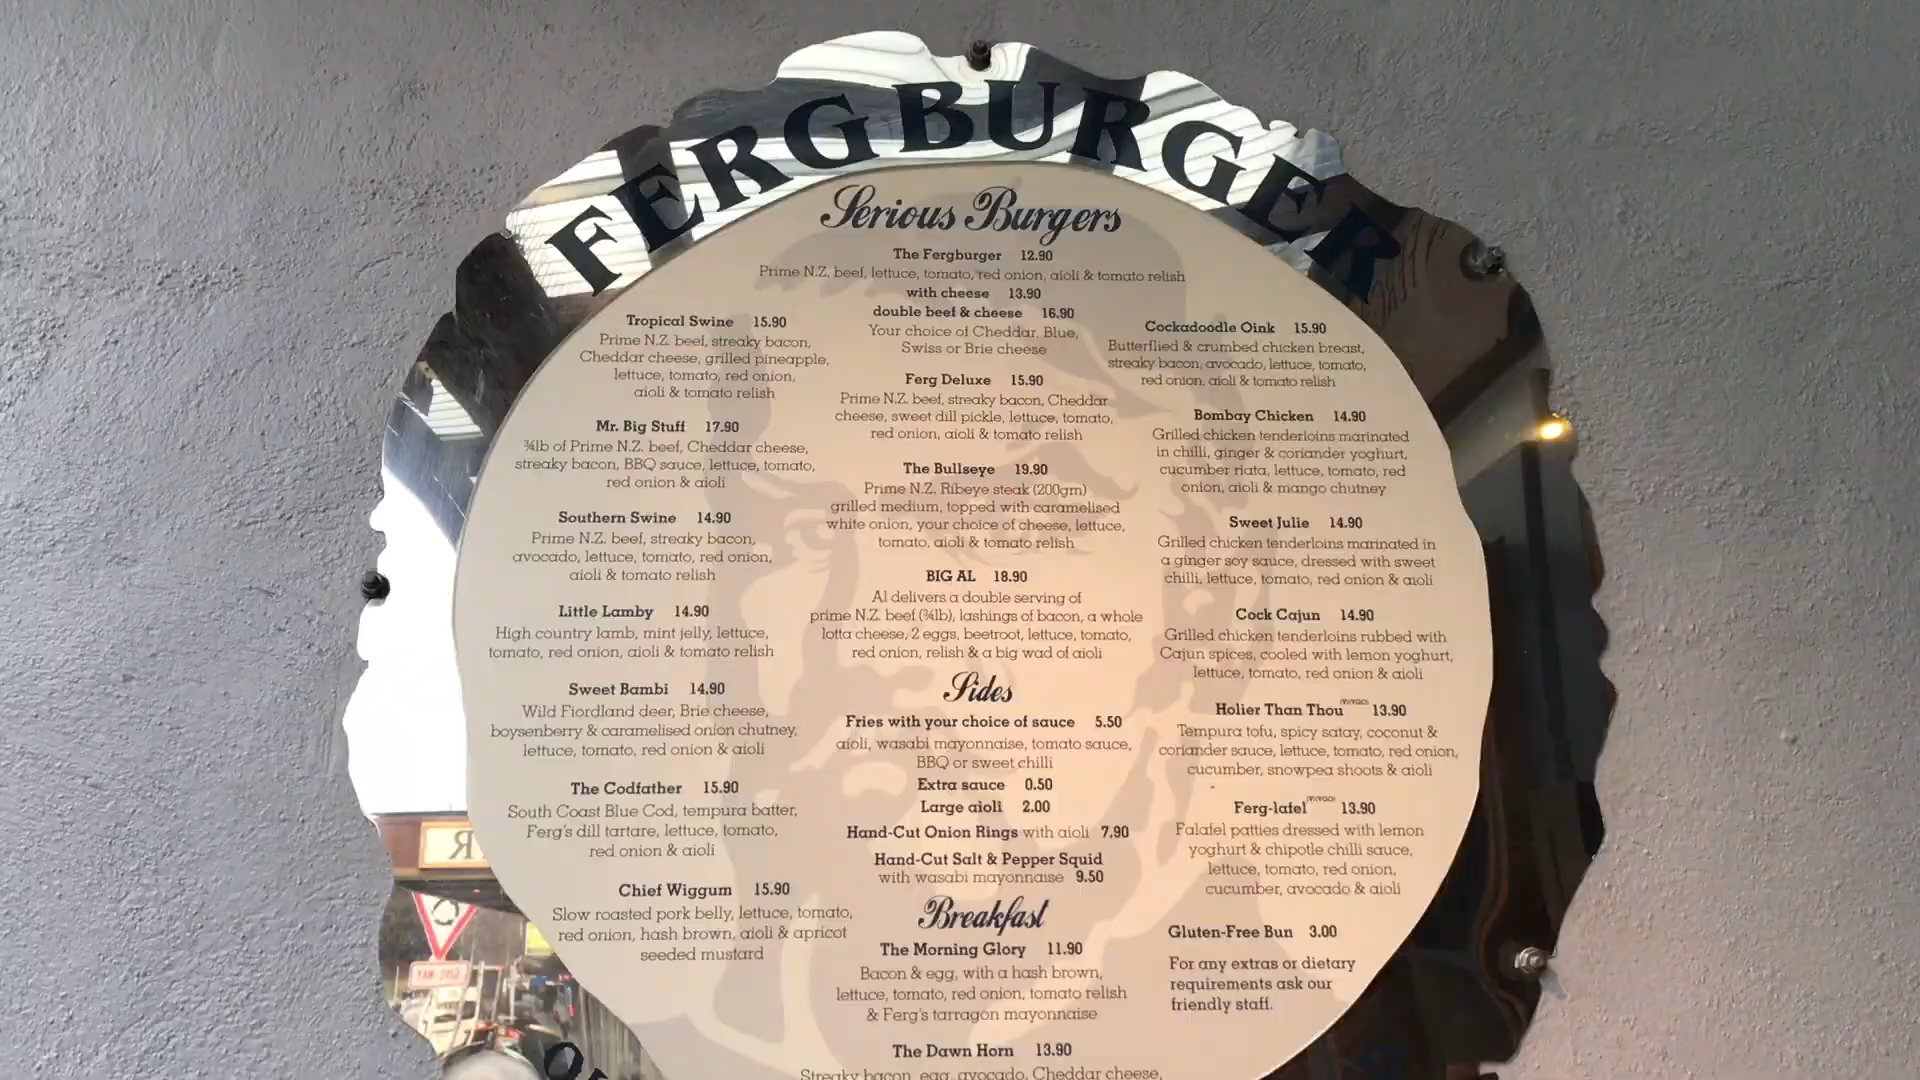 FERGBURGER
Serious Burgers
The Fergburger 12.90
Prime N.Z. beef, lettuce, tomato, red onion, aioli & tomato relish
with cheese 13.90
double beef & cheese 16.90
Your choice of Cheddar, Blue,
Swiss or Brie cheese
Tropical Swine 15.90
Prime N.Z. beef, streaky bacon,
Cheddar cheese, grilled pineapple,
lettuce, tomato, red onion,
aioli & tomato relish
Mr. Big Stuff 17.90
¾lb of Prime N.Z. beef, Cheddar cheese,
streaky bacon, BBQ sauce, lettuce, tomato,
red onion & aioli
Southern Swine 14.90
Prime N.Z. beef, streaky bacon,
avocado, lettuce, tomato, red onion,
aioli & tomato relish
Little Lamby 14.90
High country lamb, mint jelly, lettuce,
tomato, red onion, aioli & tomato relish
Sweet Bambi 14.90
Wild Fiordland deer, Brie cheese,
boysenberry & caramelised onion chutney,
lettuce, tomato, red onion & aioli
The Codfather 15.90
South Coast Blue Cod, tempura batter,
Ferg's dill tartare, lettuce, tomato,
red onion & aioli
Chief Wiggum 15.90
Slow roasted pork belly, lettuce, tomato,
red onion, hash brown, aioli & apricot
seeded mustard
Ferg Deluxe 15.90
Prime N.Z. beef, streaky bacon, Cheddar
cheese, sweet dill pickle, lettuce, tomato,
red onion, aioli & tomato relish
The Bullseye 19.90
Prime N.Z. Ribeye steak (200gm)
grilled medium, topped with caramelised
white onion, your choice of cheese, lettuce,
tomato, aioli & tomato relish
BIG AL 18.90
Al delivers a double serving of
prime N.Z. beef (¾lb), lashings of bacon, a whole
lotta cheese, 2 eggs, beetroot, lettuce, tomato,
red onion, relish & a big wad of aioli
Sides
Fries with your choice of sauce 5.50
aioli, wasabi mayonnaise, tomato sauce,
BBQ or sweet chilli
Extra sauce 0.50
Large aioli 2.00
Hand-Cut Onion Rings with aioli 7.90
Hand-Cut Salt & Pepper Squid
with wasabi mayonnaise 9.50
Breakfast
The Morning Glory 11.90
Bacon & egg, with a hash brown,
lettuce, tomato, red onion, tomato relish
& Ferg's tarragon mayonnaise
The Dawn Horn 13.90
Streaky bacon, egg, avocado, Cheddar cheese,
Cockadoodle Oink 15.90
Butterflied & crumbed chicken breast,
streaky bacon, avocado, lettuce, tomato,
red onion, aioli & tomato relish
Bombay Chicken 14.90
Grilled chicken tenderloins marinated
in chilli, ginger & coriander yoghurt,
cucumber riata, lettuce, tomato, red
onion, aioli & mango chutney
Sweet Julie 14.90
Grilled chicken tenderloins marinated in
a ginger soy sauce, dressed with sweet
chilli, lettuce, tomato, red onion & aioli
Cock Cajun 14.90
Grilled chicken tenderloins rubbed with
Cajun spices, cooled with lemon yoghurt,
lettuce, tomato, red onion & aioli
Holier Than Thou 13.90
Tempura tofu, spicy satay, coconut &
coriander sauce, lettuce, tomato, red onion,
cucumber, snowpea shoots & aioli
Ferg-lafel 13.90
Falafel patties dressed with lemon
yoghurt & chipotle chilli sauce,
lettuce, tomato, red onion,
cucumber, avocado & aioli
Gluten-Free Bun 3.00
For any extras or dietary
requirements ask our
friendly staff.